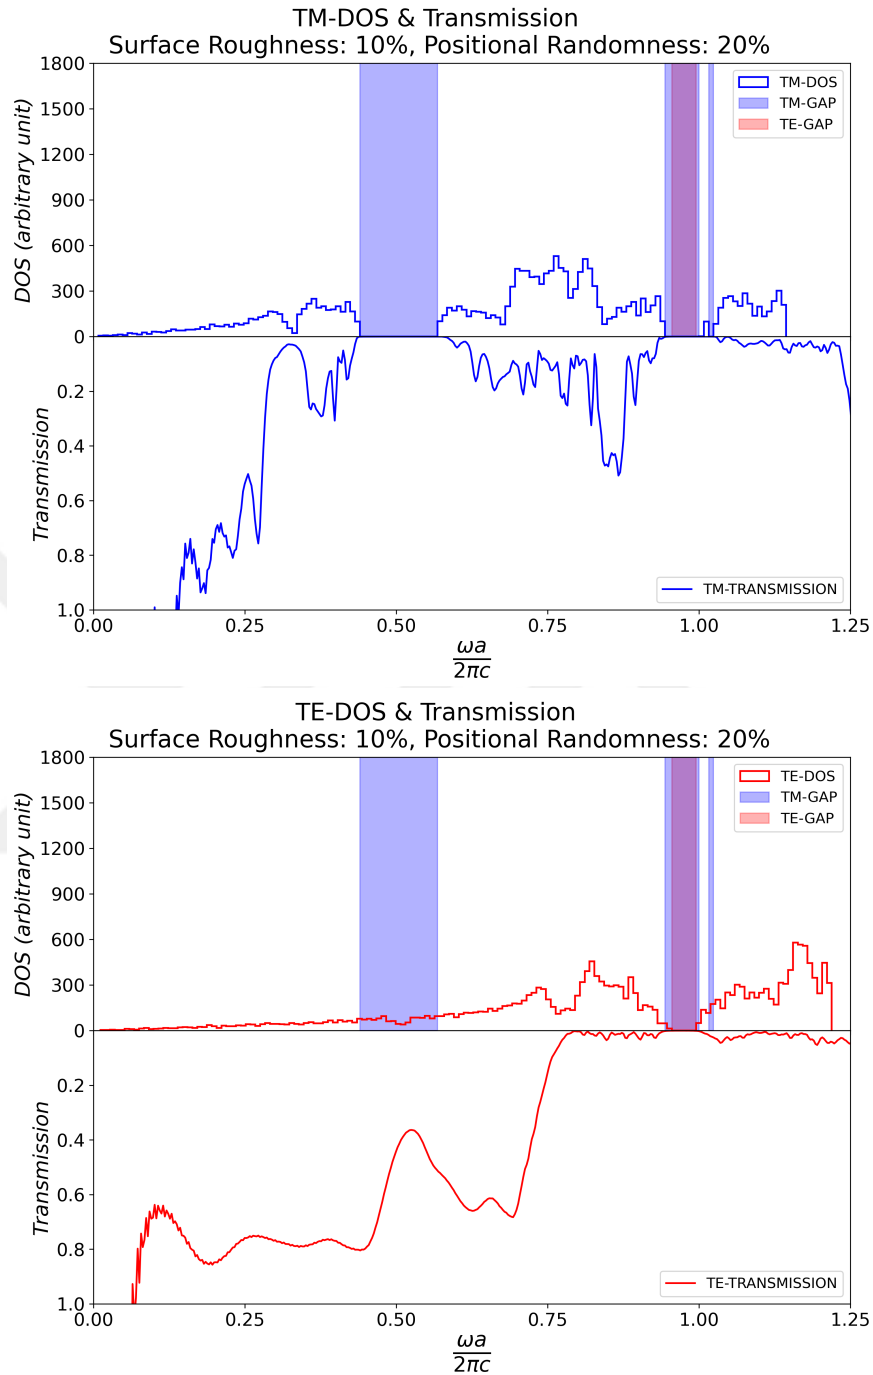 TM-DOS & Transmission
Surface Roughness: 10%, Positional Randomness: 20%
1800
1500
1200
900
600
300
0
DOS (arbitrary unit)
TM-DOS
TM-GAP
TE-GAP
0.2
0.4
0.6
0.8
1.0
Transmission
TM-TRANSMISSION
0.00 0.25 0.50 0.75 1.00 1.25
ωa
2πc
TE-DOS & Transmission
Surface Roughness: 10%, Positional Randomness: 20%
1800
1500
1200
900
600
300
0
DOS (arbitrary unit)
TE-DOS
TM-GAP
TE-GAP
0.2
0.4
0.6
0.8
1.0
Transmission
TE-TRANSMISSION
0.00 0.25 0.50 0.75 1.00 1.25
ωa
2πc